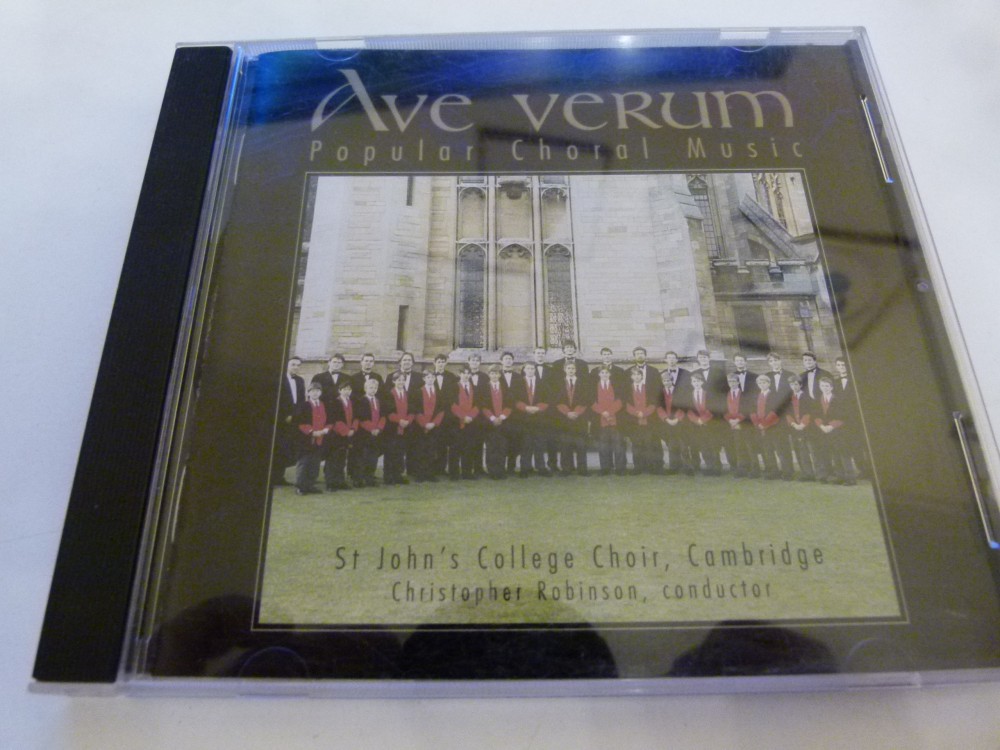 Ave verum
Popular Choral Music
St John's College Choir, Cambridge
Christopher Robinson, conductor